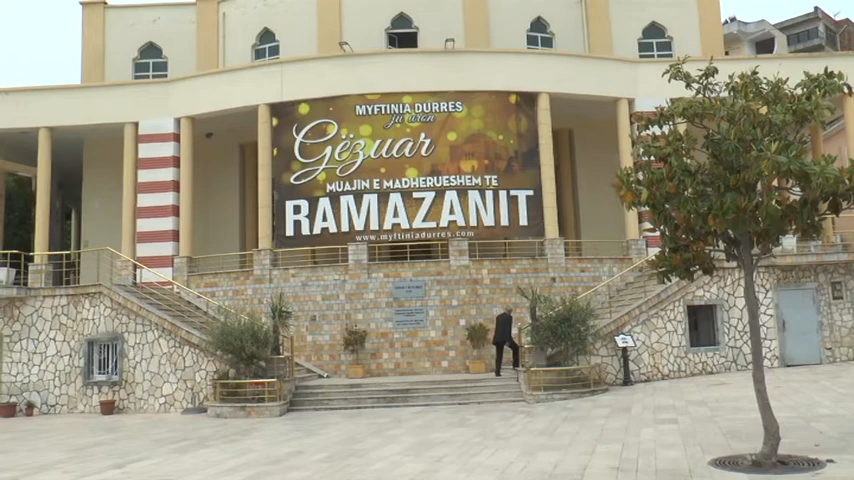 MYFTINIA DURRES
ju uron
Gëzuar
MUAJIN E MADHERUESHEM TE
RAMAZANIT
www.myftiniadurres.com